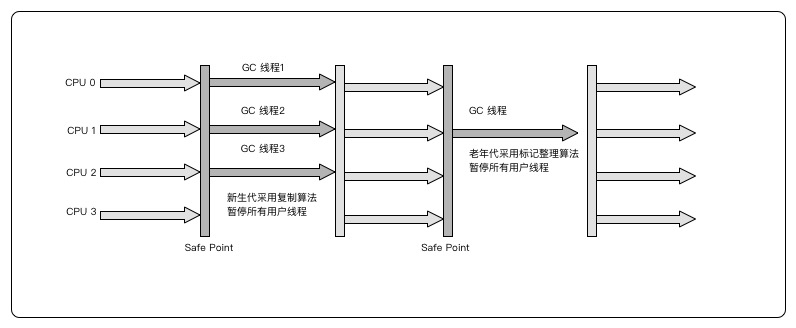 GC 线程1
CPU 0
GC 线程2
GC 线程
CPU 1
GC 线程3
老年代采用标记整理算法
暂停所有用户线程
CPU 2
新生代采用复制算法
暂停所有用户线程
CPU 3
Safe Point
Safe Point